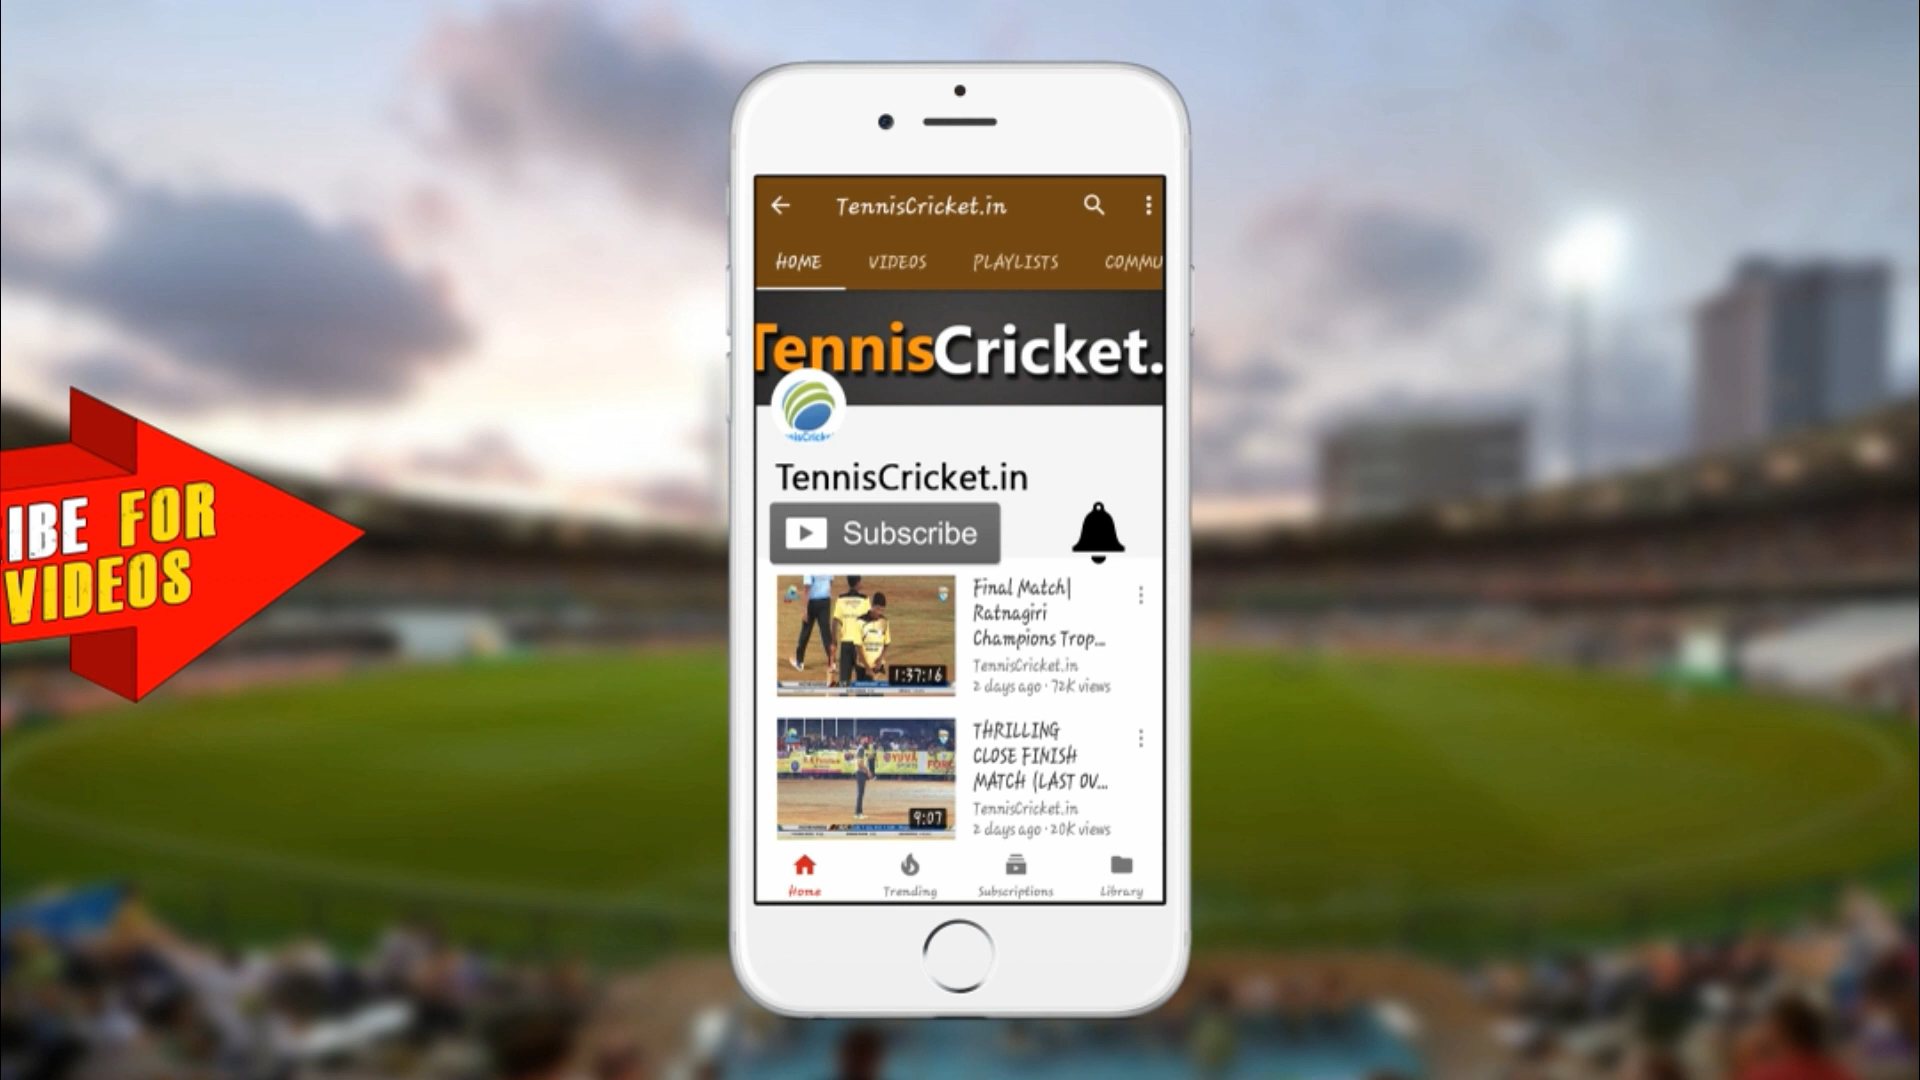 TennisCricket.in
HOME VIDEOS PLAYLISTS COMMU
TennisCricket.
TennisCricket.in
Subscribe
IBE FOR
VIDEOS
Final Match|
Ratnagiri
Champions Trop...
TennisCricket.in
2 days ago · 72K views
1:37:16
THRILLING
CLOSE FINISH
MATCH (LAST OV...
TennisCricket.in
2 days ago · 20K views
9:07
Home Trending Subscriptions Library